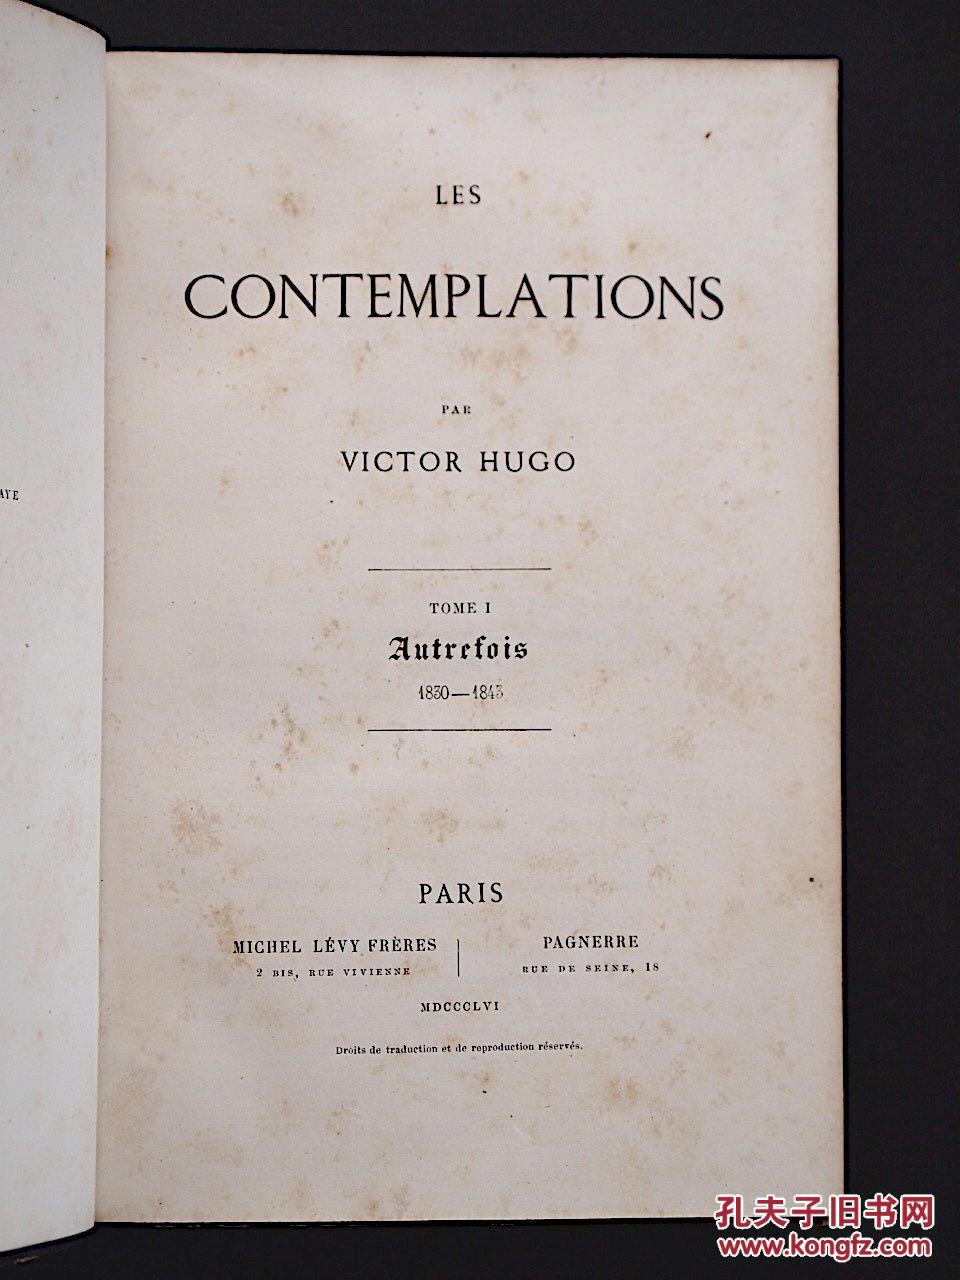 AYE
LES
CONTEMPLATIONS
PAR
VICTOR HUGO
TOME I
Autrefois
1830—1843
PARIS
MICHEL LÉVY FRÈRES
2 BIS, RUE VIVIENNE
PAGNERRE
RUE DE SEINE, 18
MDCCCLVI
Droits de traduction et de reproduction réservés.
孔夫子旧书网
www.kongfz.com